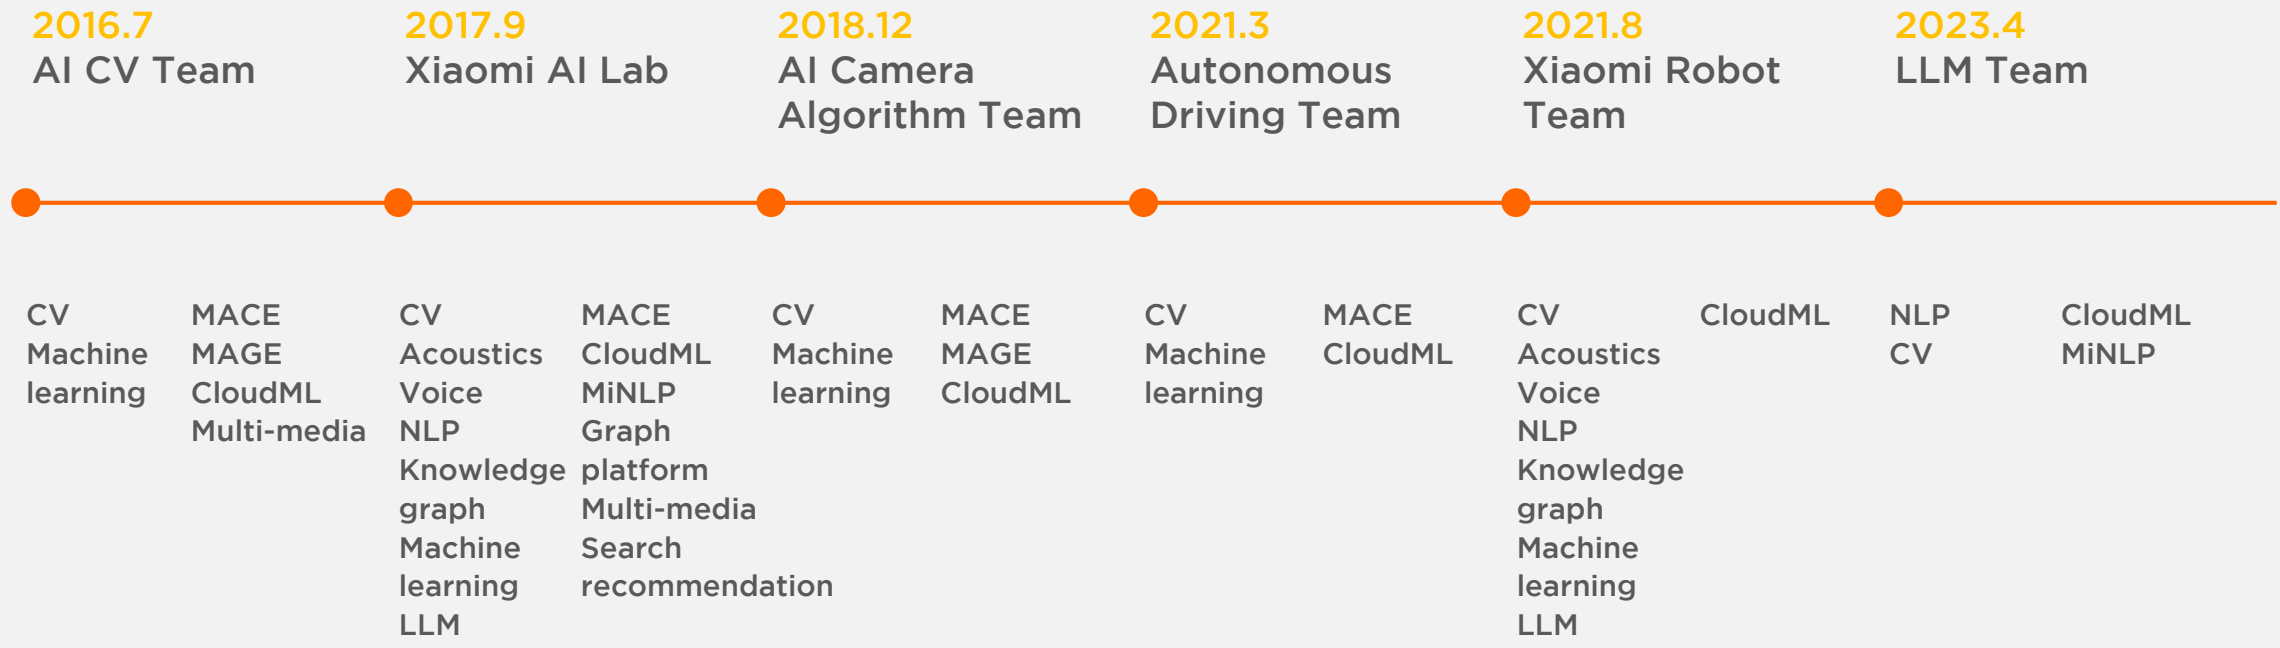 2016.7
AI CV Team
2017.9
Xiaomi AI Lab
2018.12
AI Camera
Algorithm Team
2021.3
Autonomous
Driving Team
2021.8
Xiaomi Robot
Team
2023.4
LLM Team
CV
Machine
learning
MACE
MAGE
CloudML
Multi-media
CV
Acoustics
Voice
NLP
Knowledge
graph
Machine
learning
LLM
MACE
CloudML
MiNLP
Graph
platform
Multi-media
Search
recommendation
CV
Machine
learning
MACE
MAGE
CloudML
CV
Machine
learning
MACE
CloudML
CV
Acoustics
Voice
NLP
Knowledge
graph
Machine
learning
LLM
CloudML
NLP
CV
CloudML
MiNLP